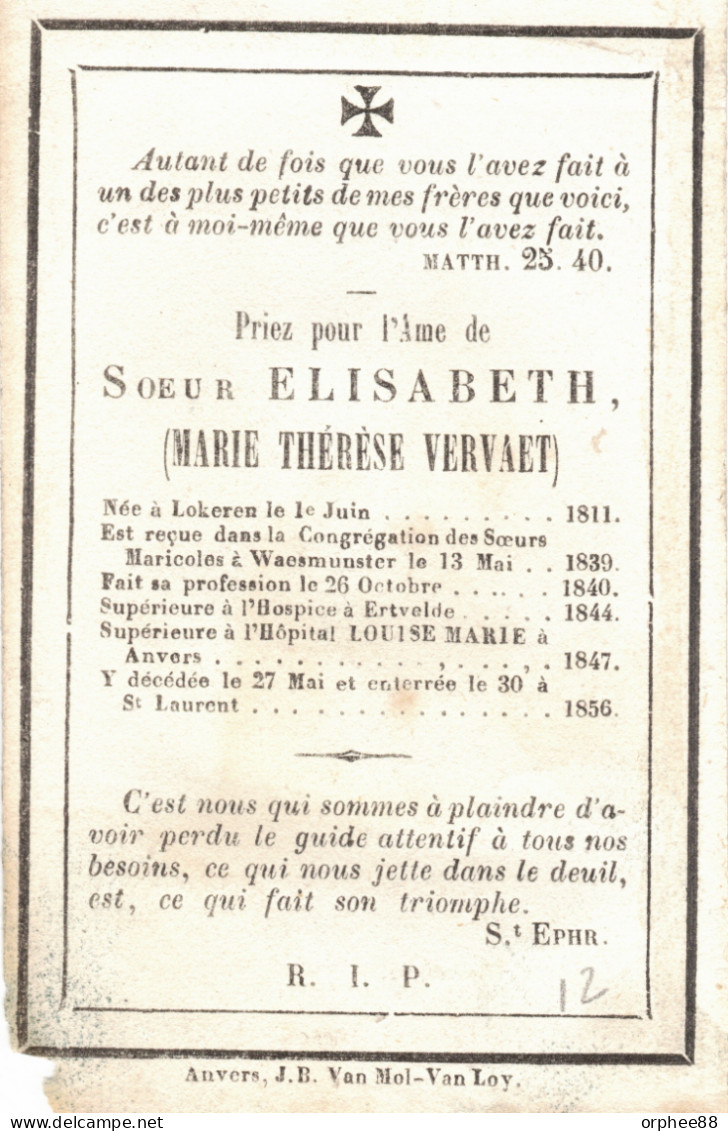 Autant de fois que vous l'avez fait à
un des plus petits de mes frères que voici,
c'est à moi-même que vous l'avez fait.
MATTH. 25. 40.
Priez pour l'Ame de
SOEUR ELISABETH,
(MARIE THÉRÈSE VERVAET)
Née à Lokeren le 1e Juin . . . . . . . . . 1811.
Est reçue dans la Congrégation des Sœurs
Maricoles à Waesmunster le 13 Mai . . 1839.
Fait sa profession le 26 Octobre . . . . . . 1840.
Supérieure à l'Hospice à Ertvelde . . . . . 1844.
Supérieure à l'Hôpital LOUISE MARIE à
Anvers . . . . . . . . . . , . . . , . 1847.
Y décédée le 27 Mai et enterrée le 30 à
St Laurent . . . . . . . . . . . . . . 1856.
C'est nous qui sommes à plaindre d'a-
voir perdu le guide attentif à tous nos
besoins, ce qui nous jette dans le deuil,
est, ce qui fait son triomphe.
S.t EPHR.
R. I. P.
12
Anvers, J.B. Van Mol-Van Loy.
orphee88